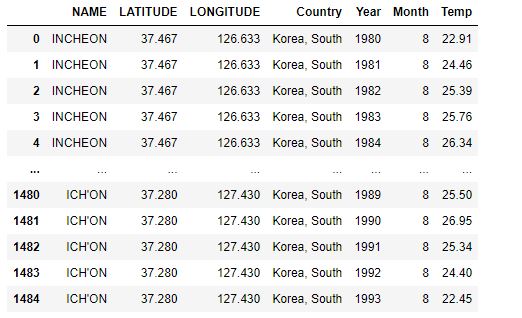 NAME LATITUDE LONGITUDE Country Year Month Temp
0 INCHEON 37.467 126.633 Korea, South 1980 8 22.91
1 INCHEON 37.467 126.633 Korea, South 1981 8 24.46
2 INCHEON 37.467 126.633 Korea, South 1982 8 25.39
3 INCHEON 37.467 126.633 Korea, South 1983 8 25.76
4 INCHEON 37.467 126.633 Korea, South 1984 8 26.34
... ... ... ... ... ... ... ...
1480 ICH'ON 37.280 127.430 Korea, South 1989 8 25.50
1481 ICH'ON 37.280 127.430 Korea, South 1990 8 26.95
1482 ICH'ON 37.280 127.430 Korea, South 1991 8 25.34
1483 ICH'ON 37.280 127.430 Korea, South 1992 8 24.40
1484 ICH'ON 37.280 127.430 Korea, South 1993 8 22.45